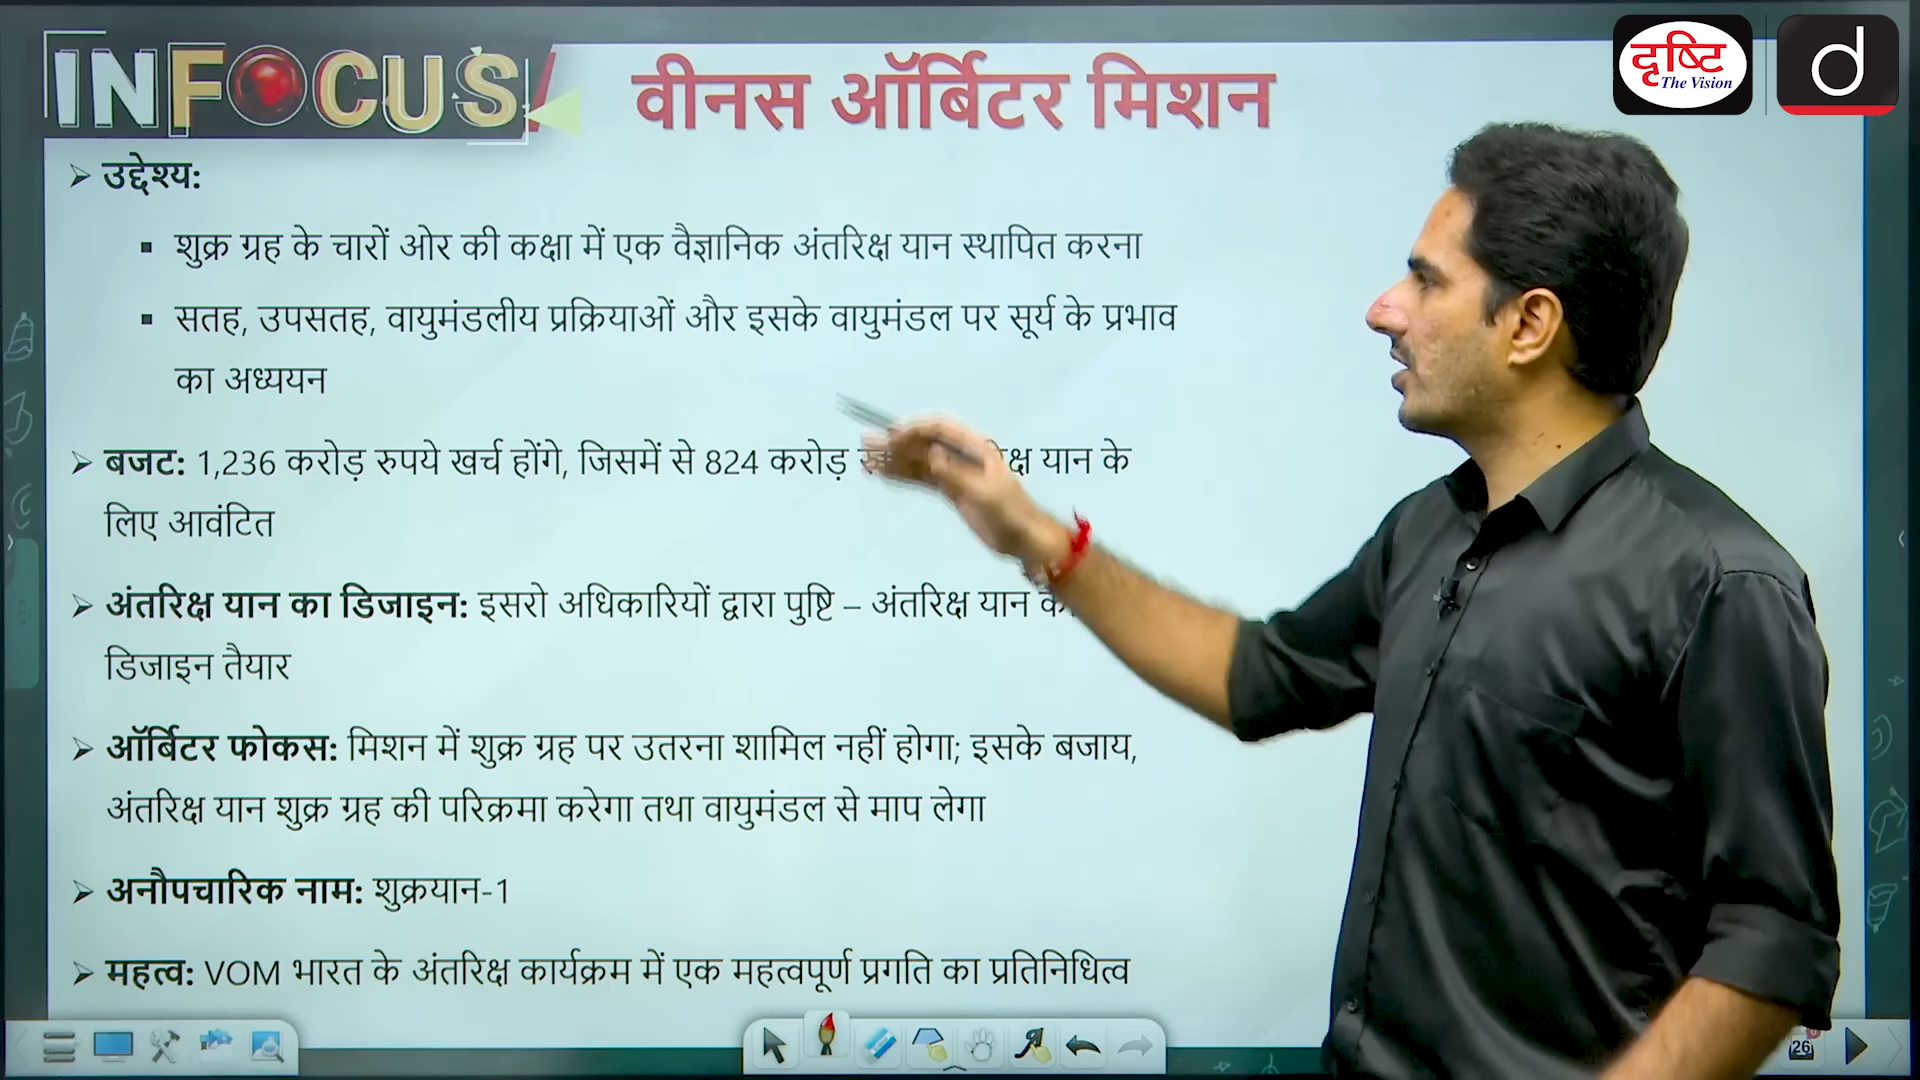 INFOCUS
वीनस ऑर्बिटर मिशन
दृष्टि
The Vision
d
उद्देश्य:
शुक्र ग्रह के चारों ओर की कक्षा में एक वैज्ञानिक अंतरिक्ष यान स्थापित करना
सतह, उपसतह, वायुमंडलीय प्रक्रियाओं और इसके वायुमंडल पर सूर्य के प्रभाव
का अध्ययन
बजट: 1,236 करोड़ रुपये खर्च होंगे, जिसमें से 824 करोड़ यान के
लिए आवंटित
अंतरिक्ष यान का डिजाइन: इसरो अधिकारियों द्वारा पुष्टि – अंतरिक्ष यान
डिजाइन तैयार
ऑर्बिटर फोकस: मिशन में शुक्र ग्रह पर उतरना शामिल नहीं होगा; इसके बजाय,
अंतरिक्ष यान शुक्र ग्रह की परिक्रमा करेगा तथा वायुमंडल से माप लेगा
अनौपचारिक नाम: शुक्रयान-1
महत्व: VOM भारत के अंतरिक्ष कार्यक्रम में एक महत्वपूर्ण प्रगति का प्रतिनिधित्व
26